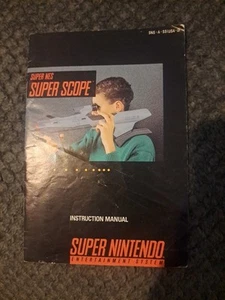 SUPER NES
SUPER SCOPE
INSTRUCTION MANUAL
SUPER NINTENDO
ENTERTAINMENT SYSTEM